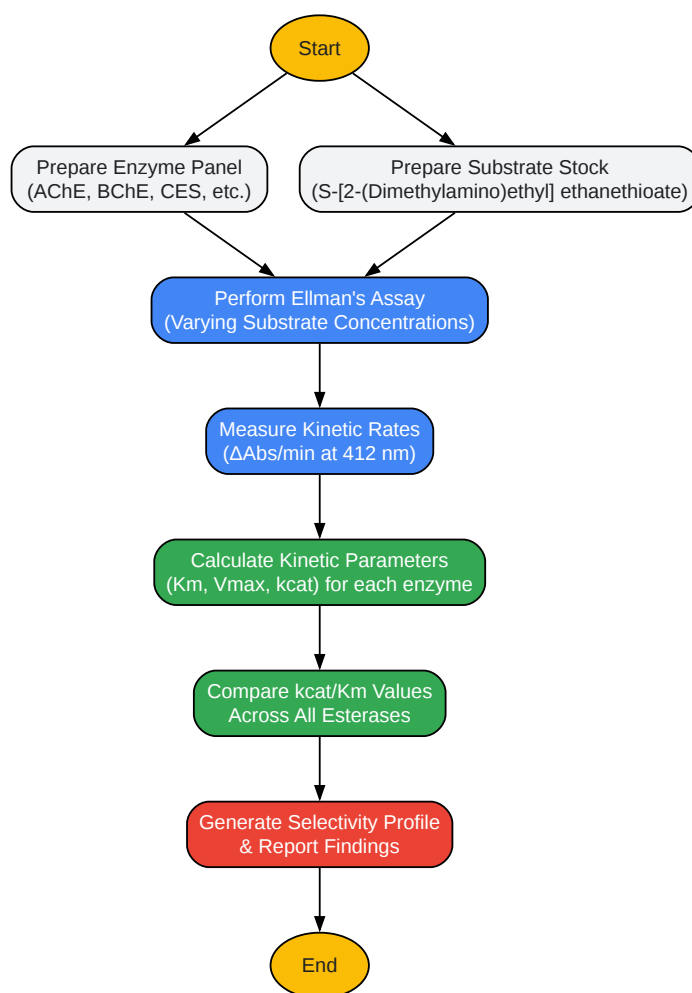 Start
Prepare Enzyme Panel
(AChE, BChE, CES, etc.)
Prepare Substrate Stock
(S-[2-(Dimethylamino)ethyl] ethanethioate)
Perform Ellman's Assay
(Varying Substrate Concentrations)
Measure Kinetic Rates
(ΔAbs/min at 412 nm)
Calculate Kinetic Parameters
(Km, Vmax, kcat) for each enzyme
Compare kcat/Km Values
Across All Esterases
Generate Selectivity Profile
& Report Findings
End